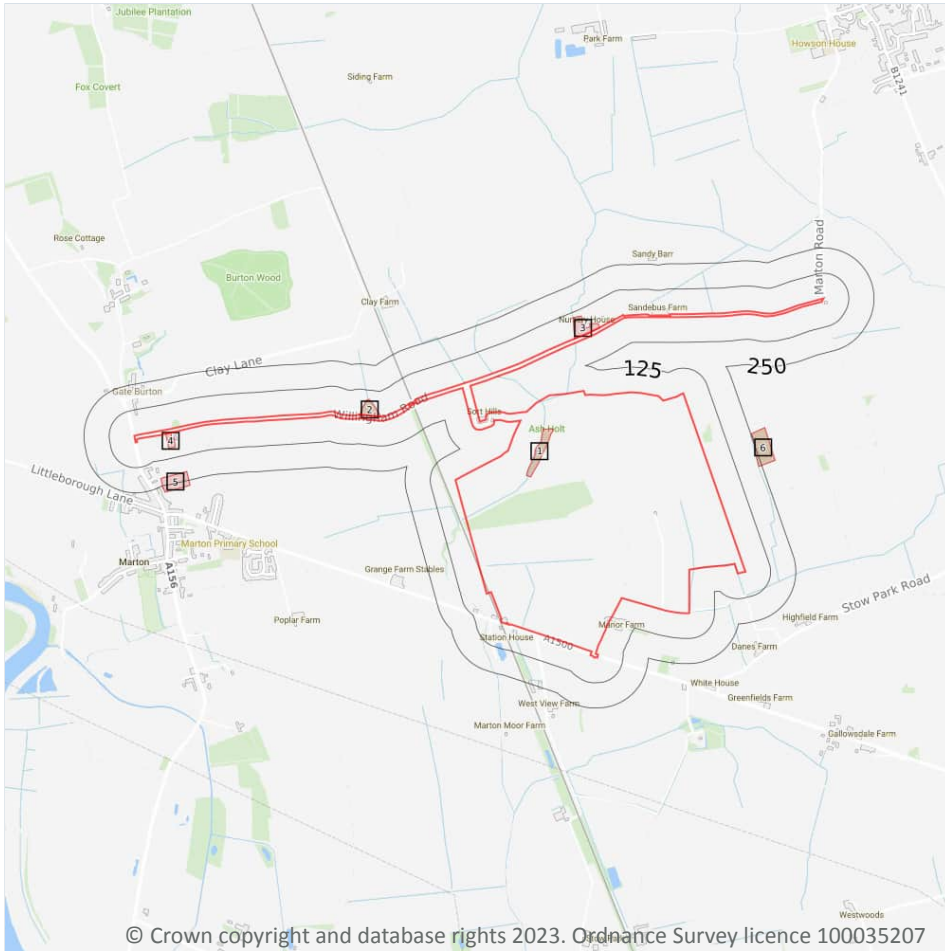 Jubilee Plantation
Park Farm
Howson House
Siding Farm
B1241
Fox Covert
Rose Cottage
Marton Road
Sandy Barr
Burton Wood
Clay Farm
Sandebus Farm
3
Clay Lane
125
250
Gate Burton
2
Willingham Road
Sort Hills
Ash Holt
4
1
6
Littleborough Lane
5
Marton Primary School
Marton
A156
Grange Farm Stables
Stow Park Road
Poplar Farm
Highfield Farm
Manor Farm
Station House
A1500
Danes Farm
White House
West View Farm
Greenfields Farm
Marton Moor Farm
Gallowsdale Farm
Westwoods
© Crown copyright and database rights 2023. Ordnance Survey licence 100035207